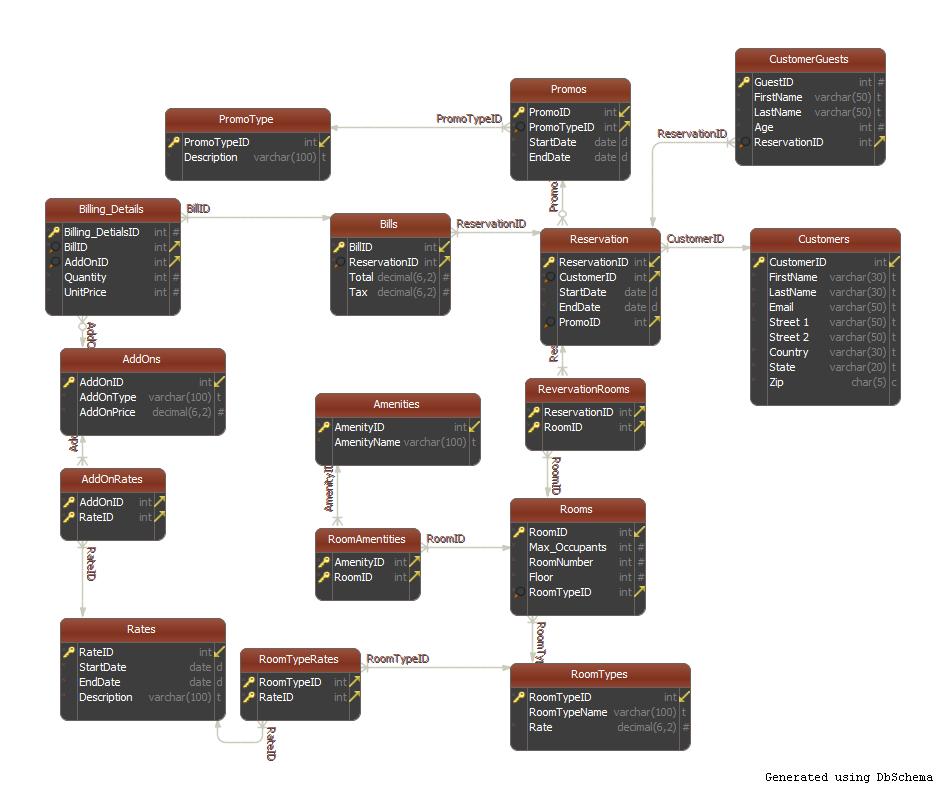 CustomerGuests
GuestID int #
FirstName varchar(50) t
LastName varchar(50) t
Age int #
ReservationID int
Promos
PromoID int
PromoTypeID int
StartDate date d
EndDate date d
PromoType
PromoTypeID int
Description varchar(100) t
PromoTypeID
ReservationID
Promo
Billing_Details
Billing_DetialsID int #
BillID int
AddOnID int
Quantity int #
UnitPrice int #
BillID
Bills
BillID int
ReservationID int
Total decimal(6,2) #
Tax decimal(6,2) #
ReservationID
Reservation
ReservationID int
CustomerID int
StartDate date d
EndDate date d
PromoID int
CustomerID
Customers
CustomerID int
FirstName varchar(30) t
LastName varchar(30) t
Email varchar(50) t
Street 1 varchar(50) t
Street 2 varchar(50) t
Country varchar(30) t
State varchar(20) t
Zip char(5) c
AddO
Res
AddOns
AddOnID int
AddOnType varchar(100) t
AddOnPrice decimal(6,2) #
Amenities
AmenityID int
AmenityName varchar(100) t
RevervationRooms
ReservationID int
RoomID int
Add
AmenityI
RoomID
AddOnRates
AddOnID int
RateID int
RoomAmentities
AmenityID int
RoomID int
RoomID
Rooms
RoomID int
Max_Occupants int #
RoomNumber int #
Floor int #
RoomTypeID int
RateID
RoomTy
Rates
RateID int
StartDate date d
EndDate date d
Description varchar(100) t
RoomTypeRates
RoomTypeID int
RateID int
RoomTypeID
RateID
RoomTypes
RoomTypeID int
RoomTypeName varchar(100) t
Rate decimal(6,2) #
Generated using DbSchema